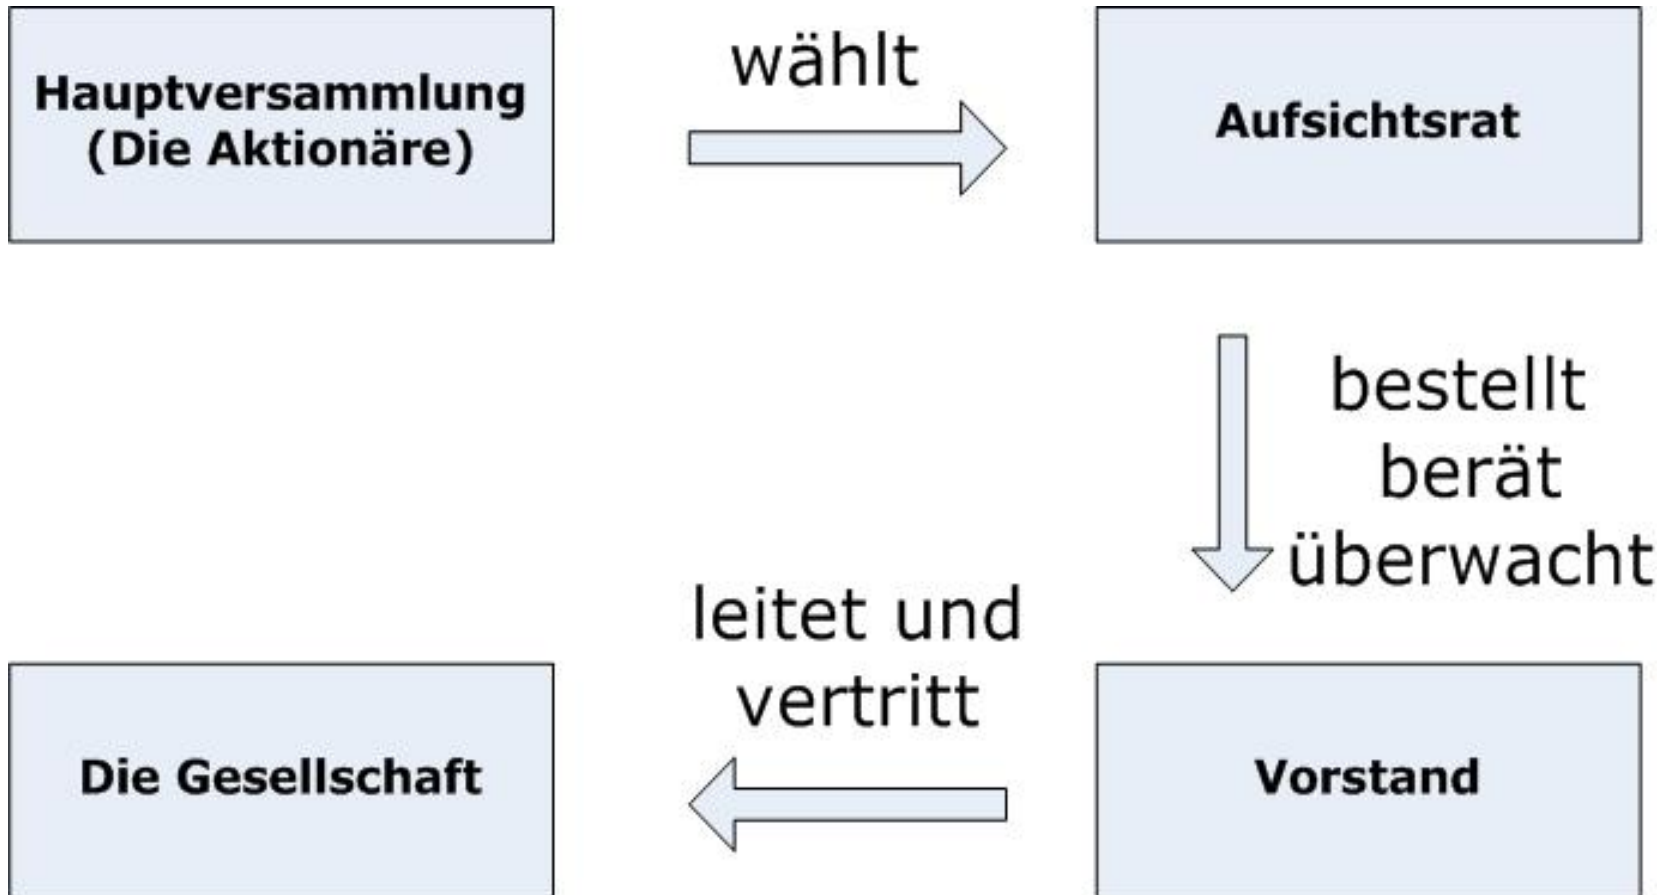 Hauptversammlung
(Die Aktionäre)
wählt
Aufsichtsrat
bestellt
berät
überwacht
leitet und
vertritt
Die Gesellschaft
Vorstand